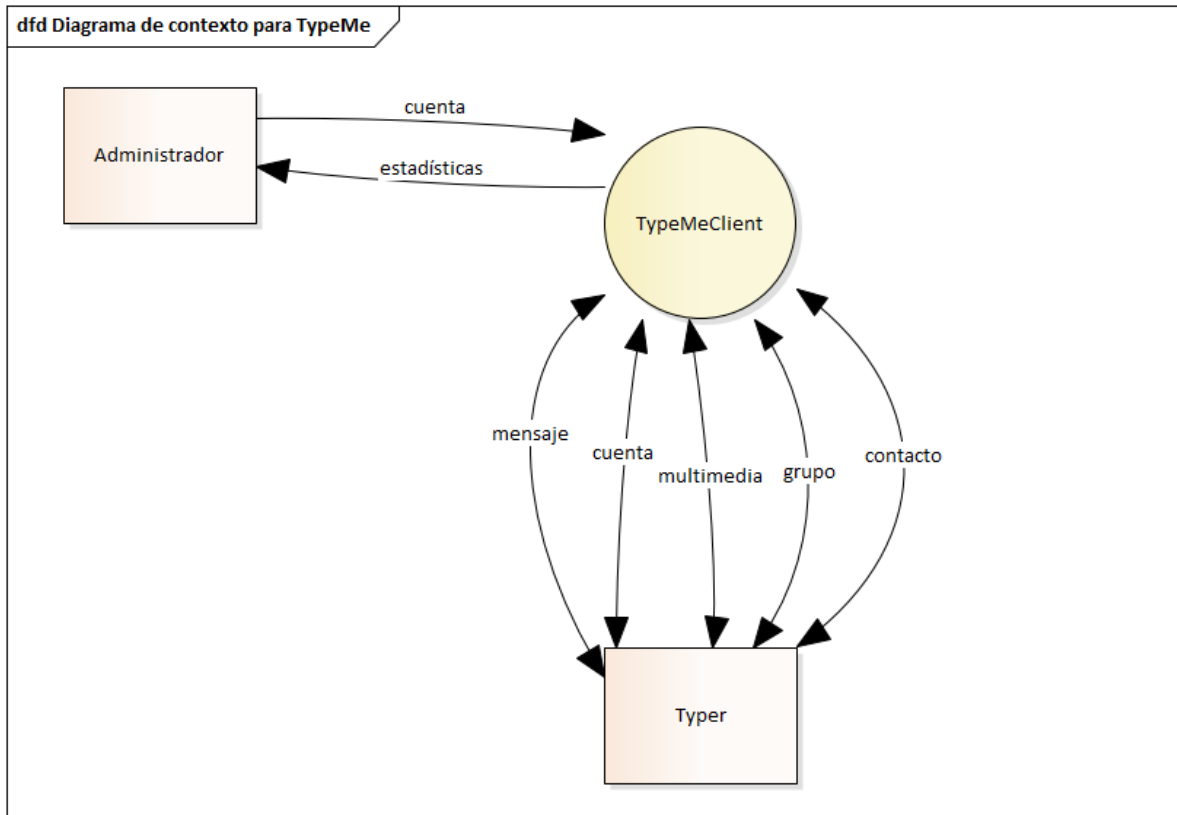 dfd Diagrama de contexto para TypeMe
cuenta
Administrador
estadísticas
TypeMeClient
mensaje
cuenta
multimedia
grupo
contacto
Typer